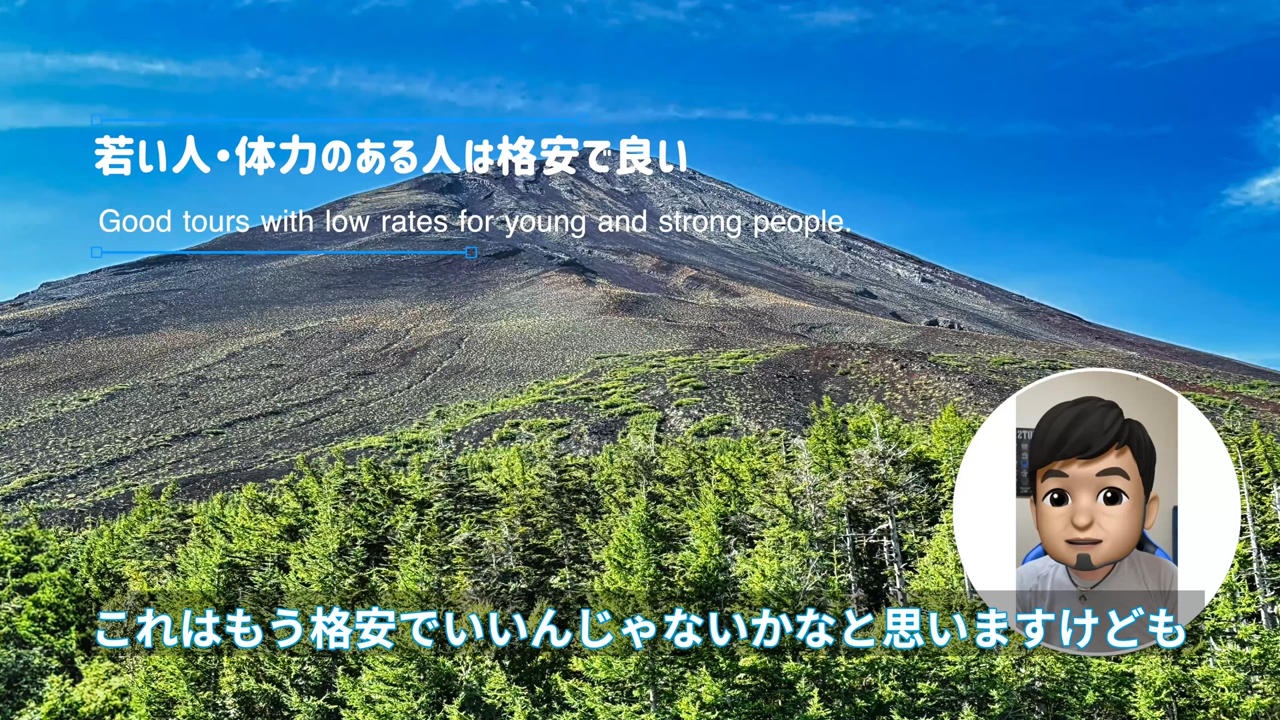 若い人・体力のある人は格安で良い
Good tours with low rates for young and strong people.
これはもう格安でいいんじゃないかなと思いますけども